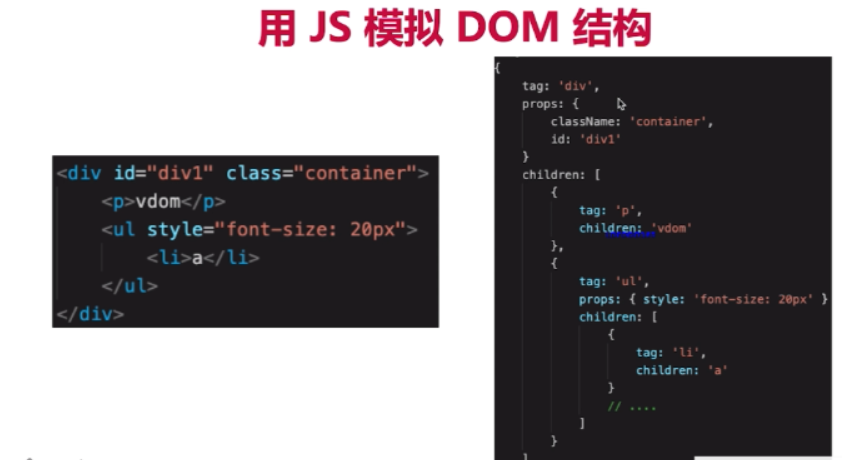 用 JS 模拟 DOM 结构
<div id="div1" class="container">
<p>vdom</p>
<ul style="font-size: 20px">
<li>a</li>
</ul>
</div>
{
tag: 'div',
props: {
className: 'container',
id: 'div1'
}
children: [
{
tag: 'p',
children: 'vdom'
},
{
tag: 'ul',
props: { style: 'font-size: 20px' }
children: [
{
tag: 'li',
children: 'a'
}
// ....
]
}
]